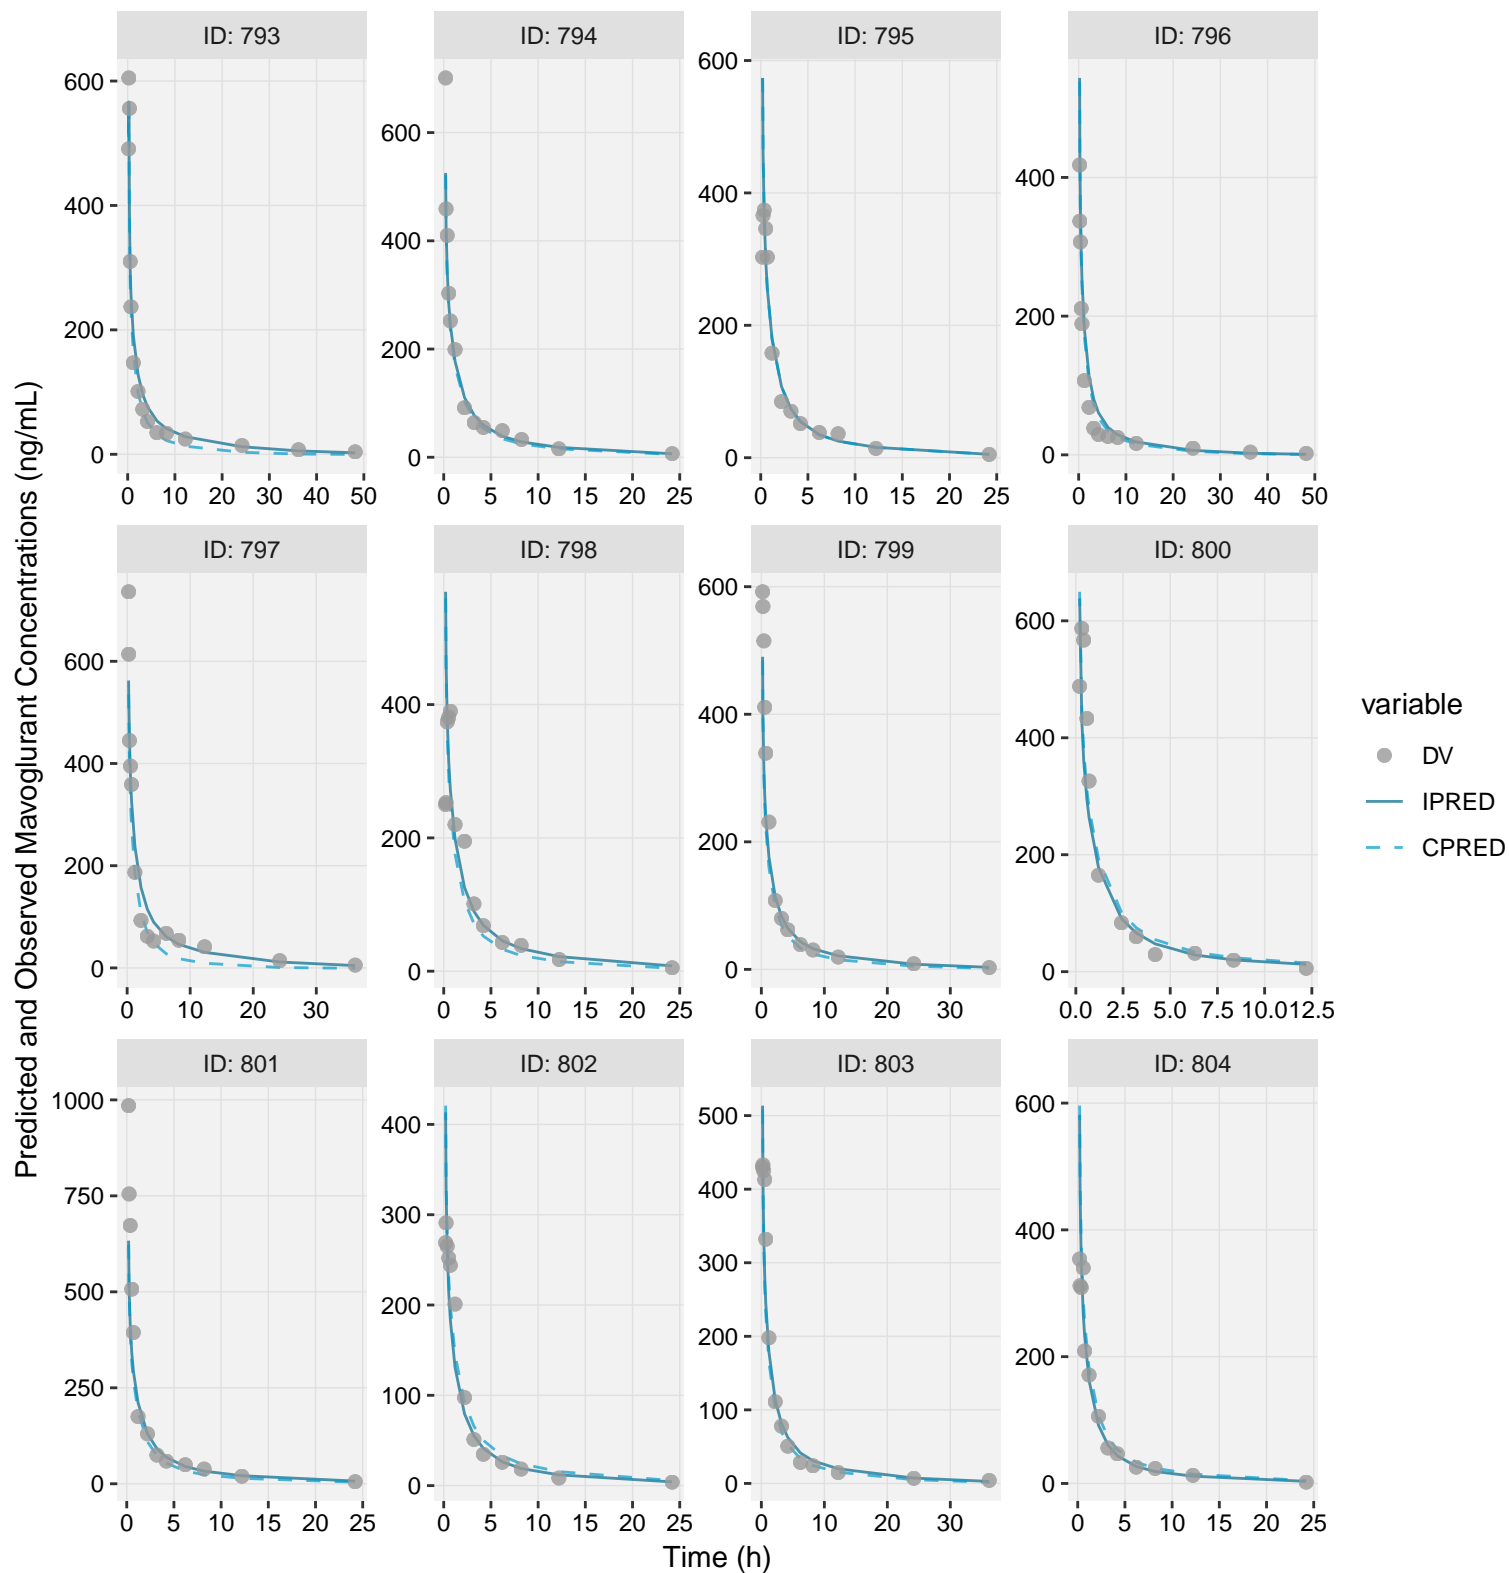 ID: 793 ID: 794 ID: 795 ID: 796
600
400
200
0
600
400
200
0
600
400
200
0
400
200
0
0 10 20 30 40 50
0 5 10 15 20 25
0 5 10 15 20 25
0 10 20 30 40 50
ID: 797 ID: 798 ID: 799 ID: 800
600
400
200
0
400
200
0
600
400
200
0
600
400
200
0
0 10 20 30
0 5 10 15 20 25
0 10 20 30
0.0 2.5 5.0 7.5 10.0 12.5
ID: 801 ID: 802 ID: 803 ID: 804
1000
750
500
250
0
400
300
200
100
0
500
400
300
200
100
0
600
400
200
0
0 5 10 15 20 25
0 5 10 15 20 25
0 10 20 30
0 5 10 15 20 25
Time (h)
Predicted and Observed Mavoglurant Concentrations (ng/mL)
variable
DV
IPRED
CPRED